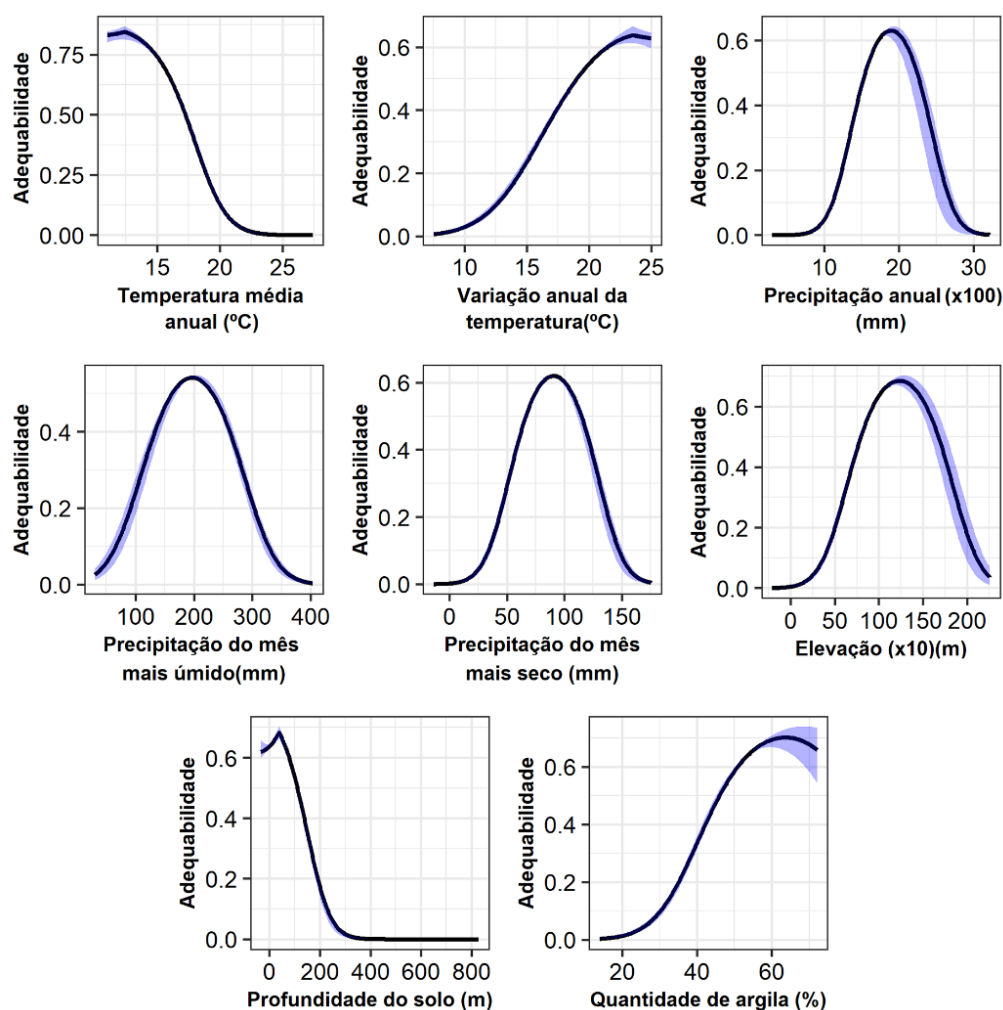 Adequabilidade
0.75
0.50
0.25
0.00
15 20 25
Temperatura média
anual (ºC)
Adequabilidade
0.6
0.4
0.2
0.0
10 15 20 25
Variação anual da
temperatura(ºC)
Adequabilidade
0.6
0.4
0.2
0.0
10 20 30
Precipitação anual (x100)
(mm)
Adequabilidade
0.4
0.2
0.0
100 200 300 400
Precipitação do mês
mais úmido(mm)
Adequabilidade
0.6
0.4
0.2
0.0
0 50 100 150
Precipitação do mês
mais seco (mm)
Adequabilidade
0.6
0.4
0.2
0.0
0 50 100 150 200
Elevação (x10)(m)
Adequabilidade
0.6
0.4
0.2
0.0
0 200 400 600 800
Profundidade do solo (m)
Adequabilidade
0.6
0.4
0.2
0.0
20 40 60
Quantidade de argila (%)